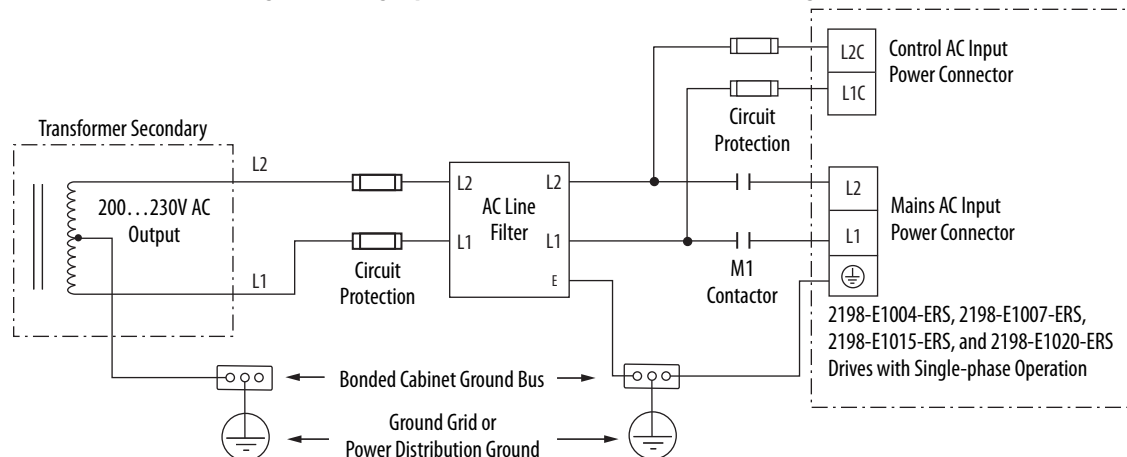 Transformer Secondary
200…230V AC
Output
L2
L1
Circuit
Protection
L2
L1
AC Line
Filter
L2
L1
E
Circuit
Protection
M1
Contactor
L2C
L1C
Control AC Input
Power Connector
L2
L1
Mains AC Input
Power Connector
2198-E1004-ERS, 2198-E1007-ERS,
2198-E1015-ERS, and 2198-E1020-ERS
Drives with Single-phase Operation
Bonded Cabinet Ground Bus
Ground Grid or
Power Distribution Ground